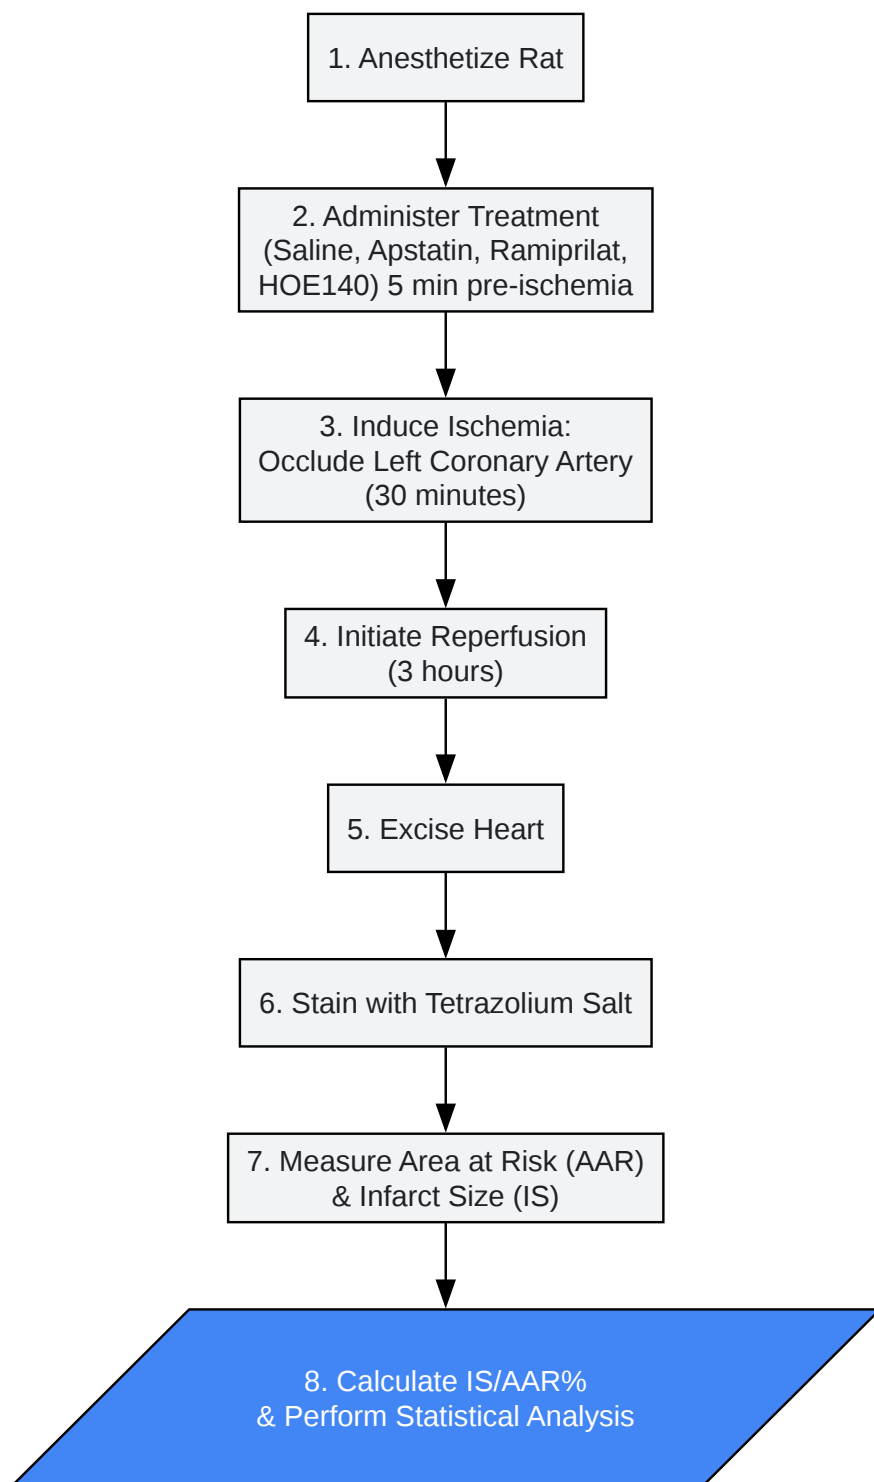 1. Anesthetize Rat
2. Administer Treatment
(Saline, Apstatin, Ramiprilat,
HOE140) 5 min pre-ischemia
3. Induce Ischemia:
Occlude Left Coronary Artery
(30 minutes)
4. Initiate Reperfusion
(3 hours)
5. Excise Heart
6. Stain with Tetrazolium Salt
7. Measure Area at Risk (AAR)
& Infarct Size (IS)
8. Calculate IS/AAR%
& Perform Statistical Analysis